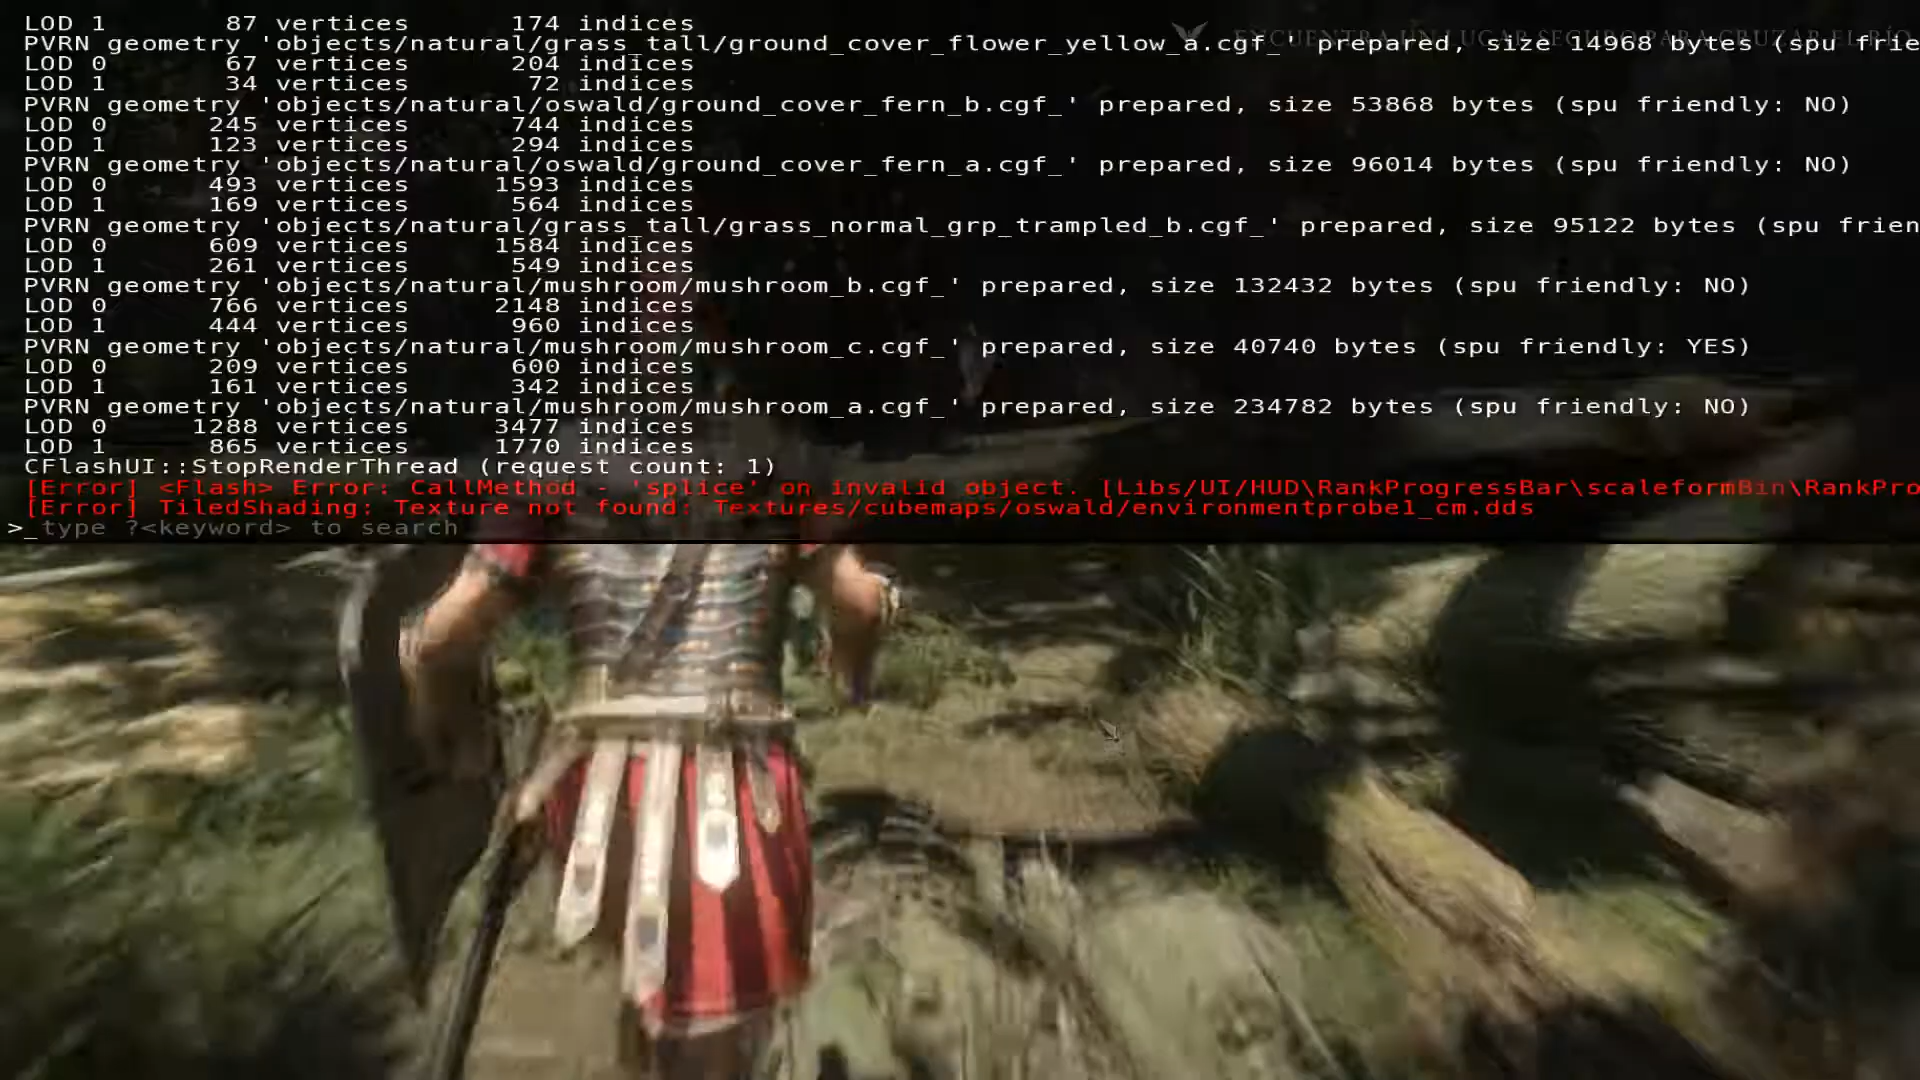 LOD 1 87 vertices 174 indices
ENCUENTRA UN LUGAR SEGURO PARA CRUZAR EL RÍO
PVRN geometry 'objects/natural/grass_tall/ground_cover_flower_yellow_a.cgf_' prepared, size 14968 bytes (spu frie
LOD 0 67 vertices 204 indices
LOD 1 34 vertices 72 indices
PVRN geometry 'objects/natural/oswald/ground_cover_fern_b.cgf_' prepared, size 53868 bytes (spu friendly: NO)
LOD 0 245 vertices 744 indices
LOD 1 123 vertices 294 indices
PVRN geometry 'objects/natural/oswald/ground_cover_fern_a.cgf_' prepared, size 96014 bytes (spu friendly: NO)
LOD 0 493 vertices 1593 indices
LOD 1 169 vertices 564 indices
PVRN geometry 'objects/natural/grass_tall/grass_normal_grp_trampled_b.cgf_' prepared, size 95122 bytes (spu frien
LOD 0 609 vertices 1584 indices
LOD 1 261 vertices 549 indices
PVRN geometry 'objects/natural/mushroom/mushroom_b.cgf_' prepared, size 132432 bytes (spu friendly: NO)
LOD 0 766 vertices 2148 indices
LOD 1 444 vertices 960 indices
PVRN geometry 'objects/natural/mushroom/mushroom_c.cgf_' prepared, size 40740 bytes (spu friendly: YES)
LOD 0 209 vertices 600 indices
LOD 1 161 vertices 342 indices
PVRN geometry 'objects/natural/mushroom/mushroom_a.cgf_' prepared, size 234782 bytes (spu friendly: NO)
LOD 0 1288 vertices 3477 indices
LOD 1 865 vertices 1770 indices
CFlashUI::StopRenderThread (request count: 1)
[Error] <Flash> Error: CallMethod - 'splice' on invalid object. [Libs/UI/HUD\RankProgressBar\scaleformBin\RankPro
[Error] TiledShading: Texture not found: Textures/cubemaps/oswald/environmentprobe1_cm.dds
>_type ?<keyword> to search